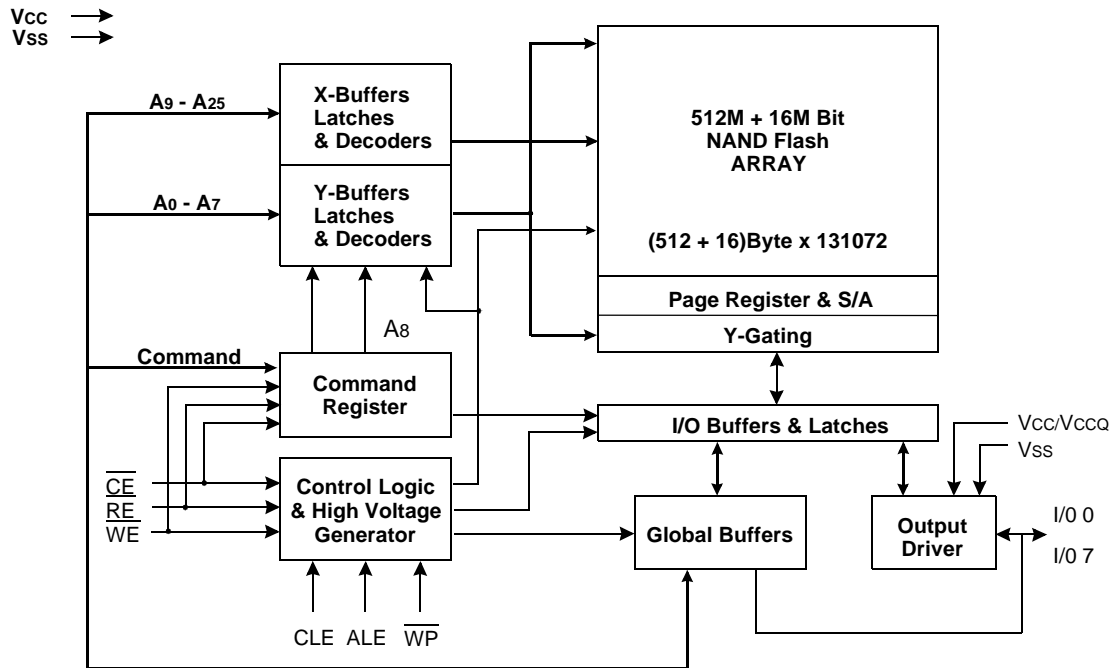 VCC
VSS
A9 - A25
X-Buffers
Latches
& Decoders
512M + 16M Bit
NAND Flash
ARRAY
A0 - A7
Y-Buffers
Latches
& Decoders
(512 + 16)Byte x 131072
Page Register & S/A
Y-Gating
A8
Command
Command
Register
I/O Buffers & Latches
VCC/VCCQ
VSS
CE
RE
WE
Control Logic
& High Voltage
Generator
Global Buffers
Output
Driver
I/0 0
I/0 7
CLE ALE WP